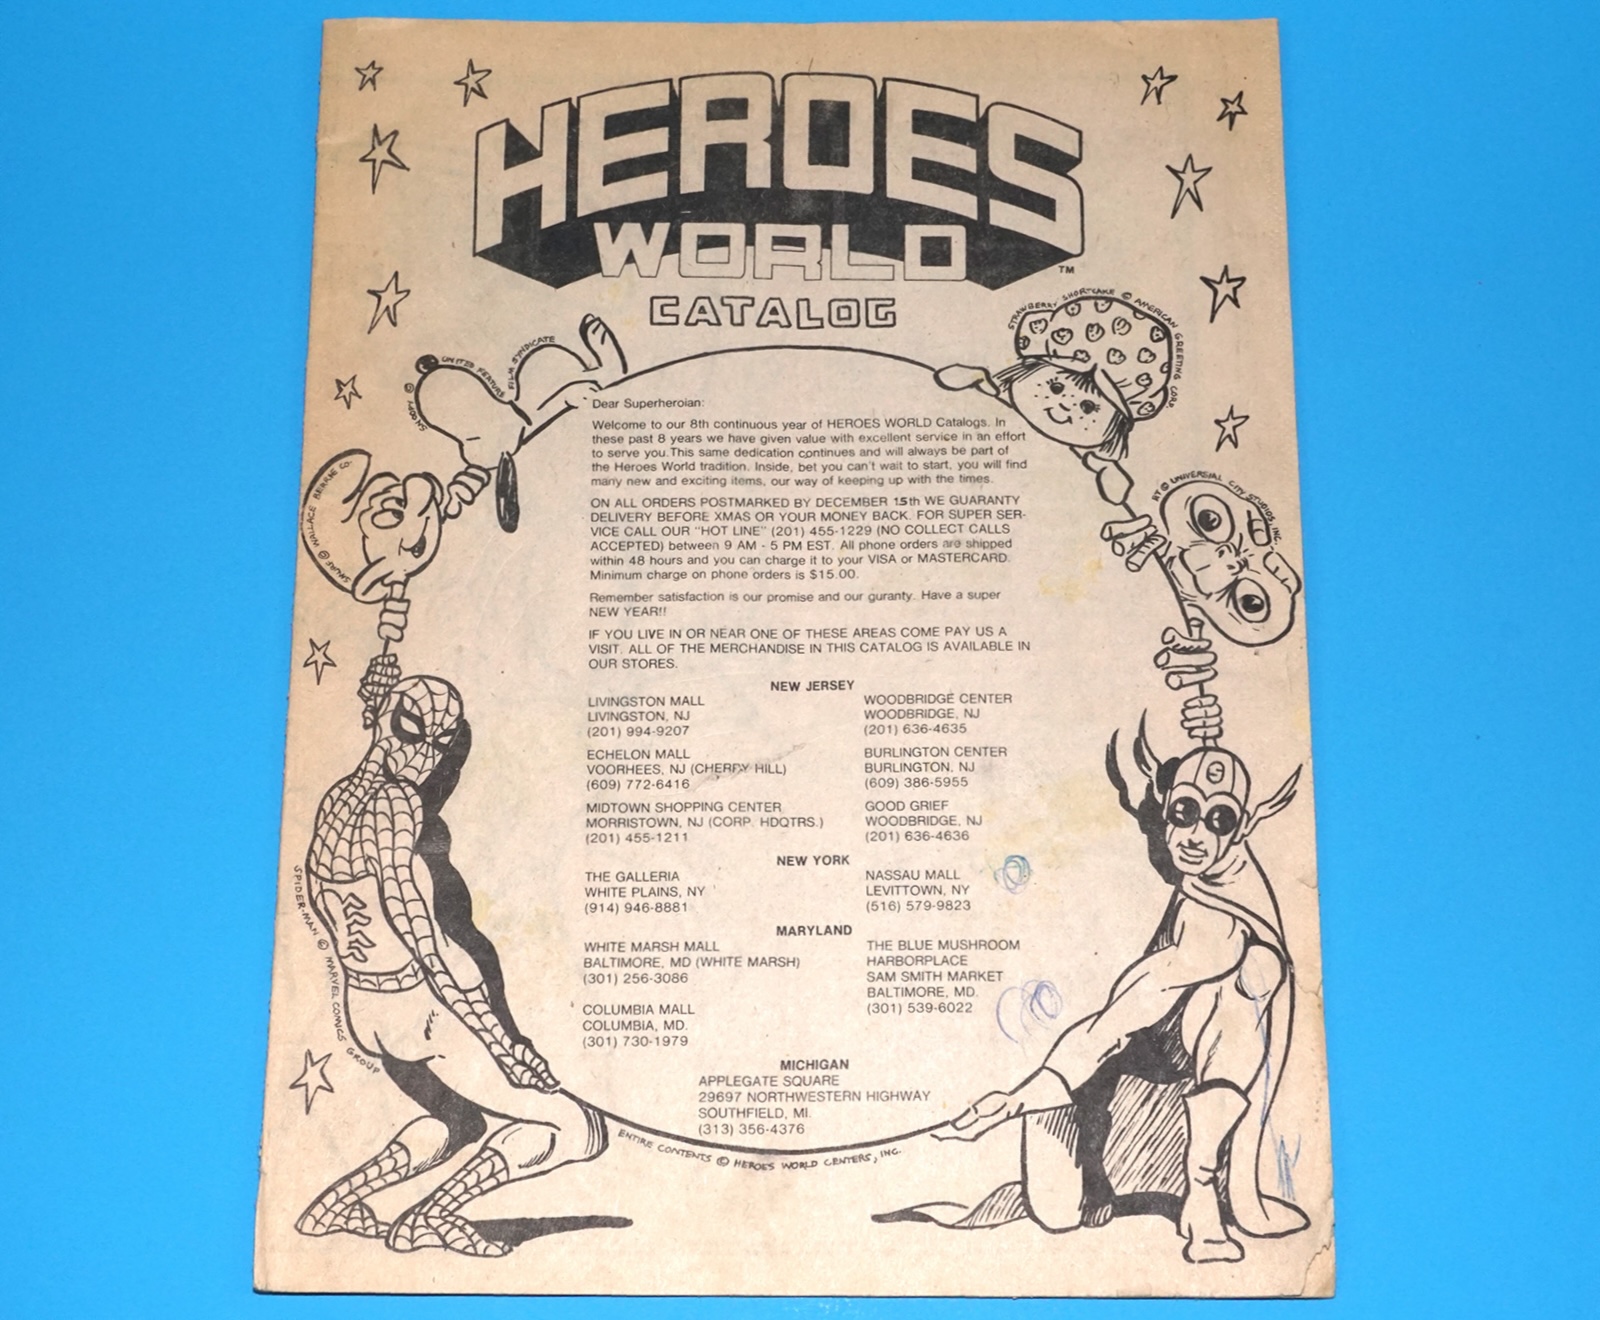 HEROES
WORLD
TM
CATALOG
SNOOPY © UNITED FEATURE FILM SYNDICATE
STRAWBERRY SHORTCAKE © AMERICAN GREETING CORP.
SMURF @ WALLACE BERRIE CO.
ET © UNIVERSAL CITY STUDIOS, INC.
Dear Superheroian:
Welcome to our 8th continuous year of HEROES WORLD Catalogs. In
these past 8 years we have given value with excellent service in an effort
to serve you.This same dedication continues and will always be part of
the Heroes World tradition. Inside, bet you can't wait to start, you will find
many new and exciting items, our way of keeping up with the times.
ON ALL ORDERS POSTMARKED BY DECEMBER 15th WE GUARANTY
DELIVERY BEFORE XMAS OR YOUR MONEY BACK. FOR SUPER SER-
VICE CALL OUR "HOT LINE" (201) 455-1229 (NO COLLECT CALLS
ACCEPTED) between 9 AM - 5 PM EST. All phone orders are shipped
within 48 hours and you can charge it to your VISA or MASTERCARD.
Minimum charge on phone orders is $15.00.
Remember satisfaction is our promise and our guranty. Have a super
NEW YEAR!!
IF YOU LIVE IN OR NEAR ONE OF THESE AREAS COME PAY US A
VISIT. ALL OF THE MERCHANDISE IN THIS CATALOG IS AVAILABLE IN
OUR STORES.
NEW JERSEY
LIVINGSTON MALL
LIVINGSTON, NJ
(201) 994-9207
WOODBRIDGE CENTER
WOODBRIDGE, NJ
(201) 636-4635
ECHELON MALL
VOORHEES, NJ (CHERRY HILL)
(609) 772-6416
BURLINGTON CENTER
BURLINGTON, NJ
(609) 386-5955
MIDTOWN SHOPPING CENTER
MORRISTOWN, NJ (CORP. HDQTRS.)
(201) 455-1211
GOOD GRIEF
WOODBRIDGE, NJ
(201) 636-4636
NEW YORK
THE GALLERIA
WHITE PLAINS, NY
(914) 946-8881
NASSAU MALL
LEVITTOWN, NY
(516) 579-9823
MARYLAND
WHITE MARSH MALL
BALTIMORE, MD (WHITE MARSH)
(301) 256-3086
THE BLUE MUSHROOM
HARBORPLACE
SAM SMITH MARKET
BALTIMORE, MD.
(301) 539-6022
COLUMBIA MALL
COLUMBIA, MD.
(301) 730-1979
MICHIGAN
APPLEGATE SQUARE
29697 NORTHWESTERN HIGHWAY
SOUTHFIELD, MI.
(313) 356-4376
SPIDER-MAN © MARVEL COMICS GROUP
S
ENTIRE CONTENTS © HEROES WORLD CENTERS, INC.